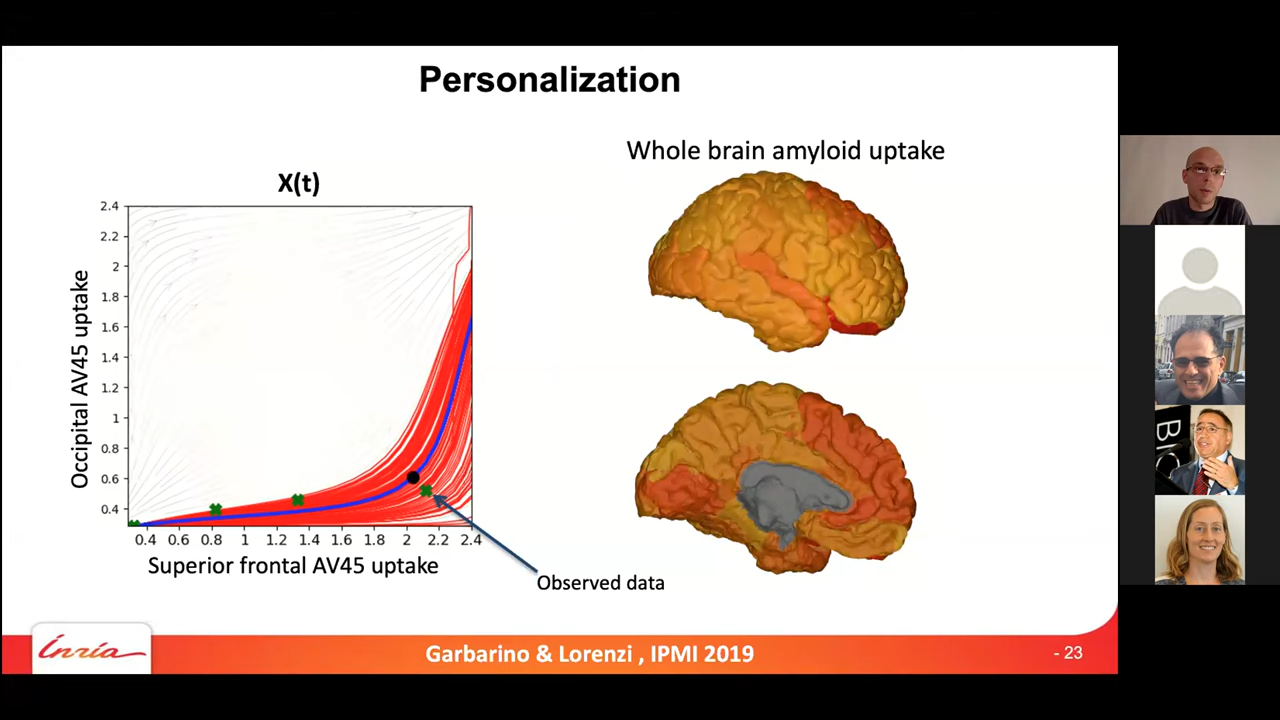 Personalization
Whole brain amyloid uptake
X(t)
2.4
2.2
2
1.8
1.6
1.4
1.2
1
0.8
0.6
0.4
Occipital AV45 uptake
0.4 0.6 0.8 1 1.2 1.4 1.6 1.8 2 2.2 2.4
Superior frontal AV45 uptake
Observed data
Inria
Garbarino & Lorenzi , IPMI 2019
- 23